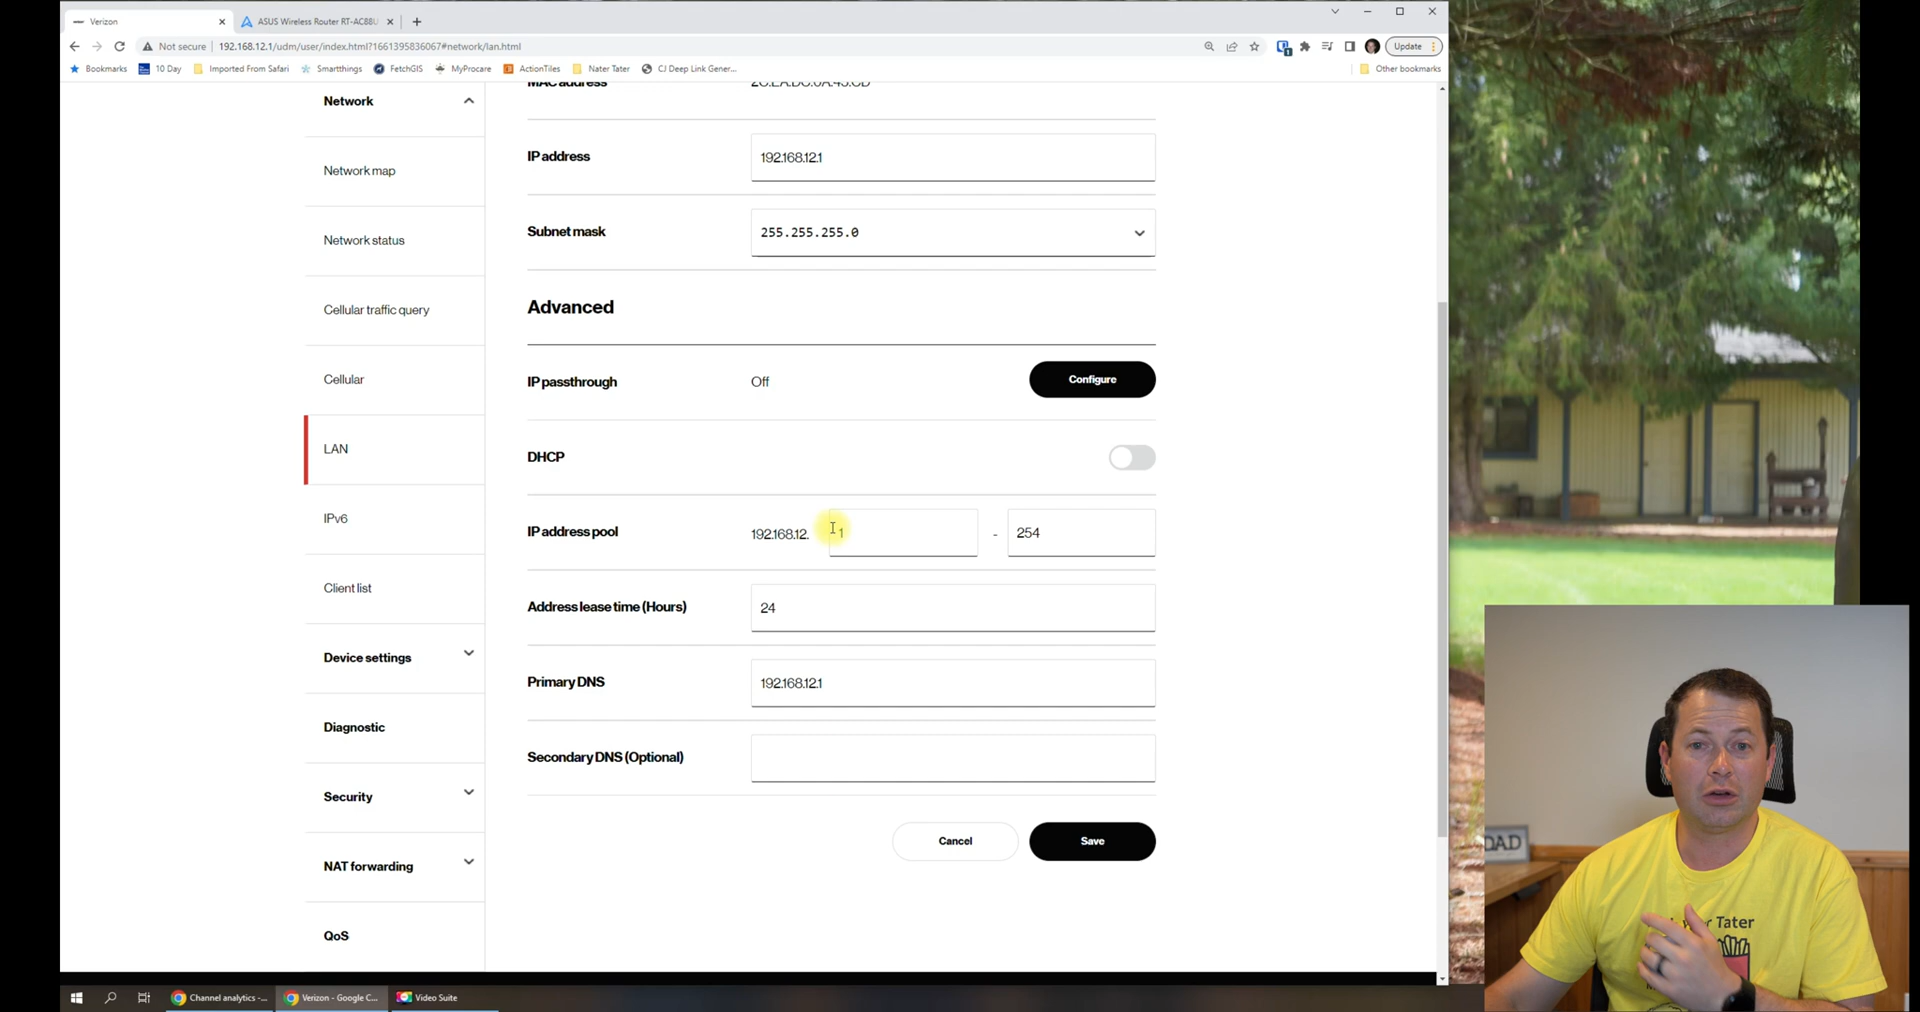 Verizon
ASUS Wireless Router RT-AC88U
Not secure
192.168.12.1/udm/user/index.html?1661395836067#network/lan.html
Update
Bookmarks
10 Day
Imported From Safari
Smartthings
FetchGIS
MyProcare
ActionTiles
Nater Tater
CJ Deep Link Gener...
Other bookmarks
Network
Network map
Network status
Cellular traffic query
Cellular
LAN
IPv6
Client list
Device settings
Diagnostic
Security
NAT forwarding
QoS
MAC address
IP address
192.168.12.1
Subnet mask
255.255.255.0
Advanced
IP passthrough
Off
Configure
DHCP
IP address pool
192.168.12.
1
-
254
Address lease time (Hours)
24
Primary DNS
192.168.12.1
Secondary DNS (Optional)
Cancel
Save
DAD
Tater
Channel analytics -...
Verizon - Google C...
Video Suite